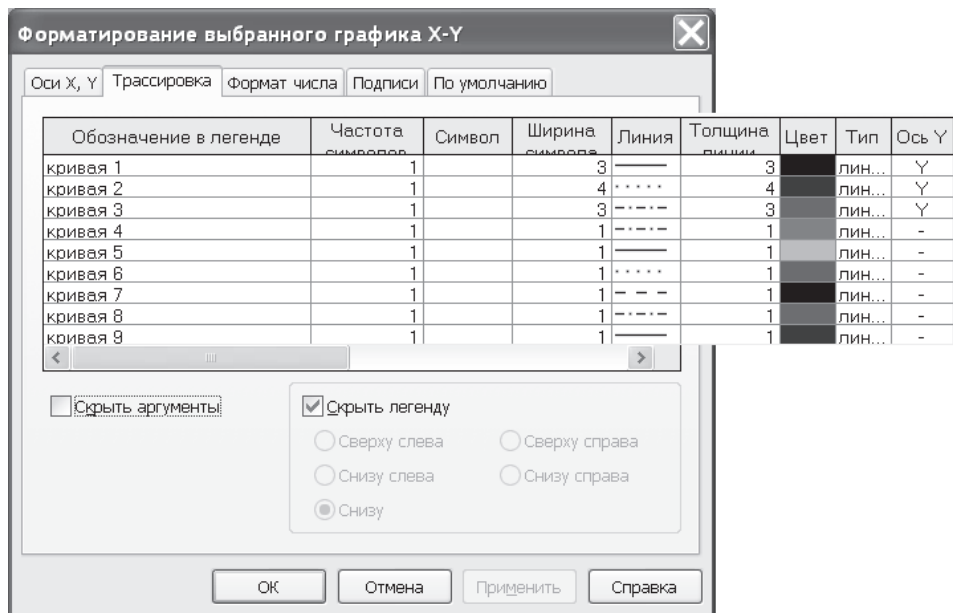 Форматирование выбранного графика X-Y
Оси X, Y Трассировка Формат числа Подписи По умолчанию
Обозначение в легенде Частота символов Символ Ширина символа Линия Толщина линии Цвет Тип Ось Y
кривая 1 1 3 3 лин... Y
кривая 2 1 4 4 лин... Y
кривая 3 1 3 3 лин... Y
кривая 4 1 1 1 лин... -
кривая 5 1 1 1 лин... -
кривая 6 1 1 1 лин... -
кривая 7 1 1 1 лин... -
кривая 8 1 1 1 лин... -
кривая 9 1 1 1 лин... -
Скрыть аргументы Скрыть легенду
Сверху слева Сверху справа
Снизу слева Снизу справа
Снизу
ОК Отмена Применить Справка